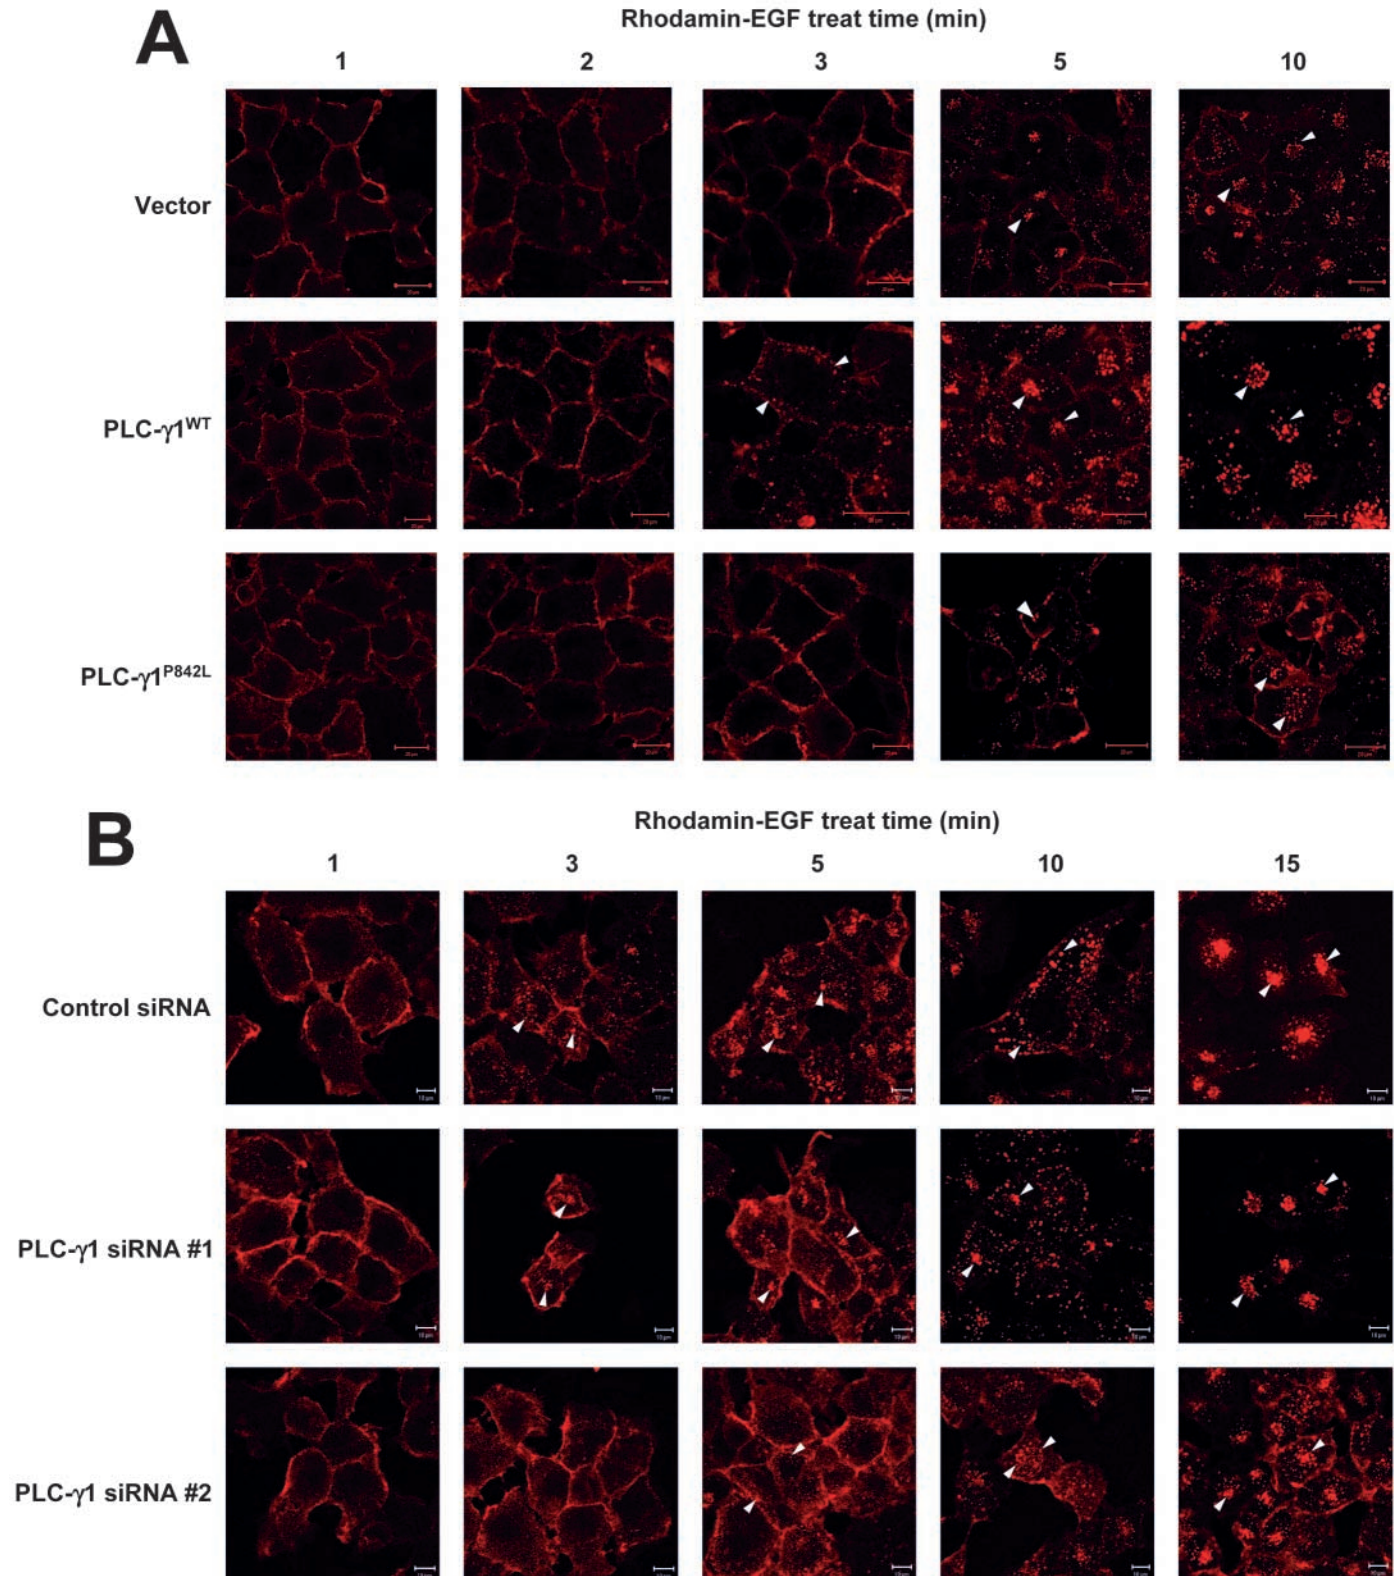 A
Rhodamin-EGF treat time (min)
1 2 3 5 10
Vector
PLC-γ1WT
PLC-γ1P842L
B
Rhodamin-EGF treat time (min)
1 3 5 10 15
Control siRNA
PLC-γ1 siRNA #1
PLC-γ1 siRNA #2